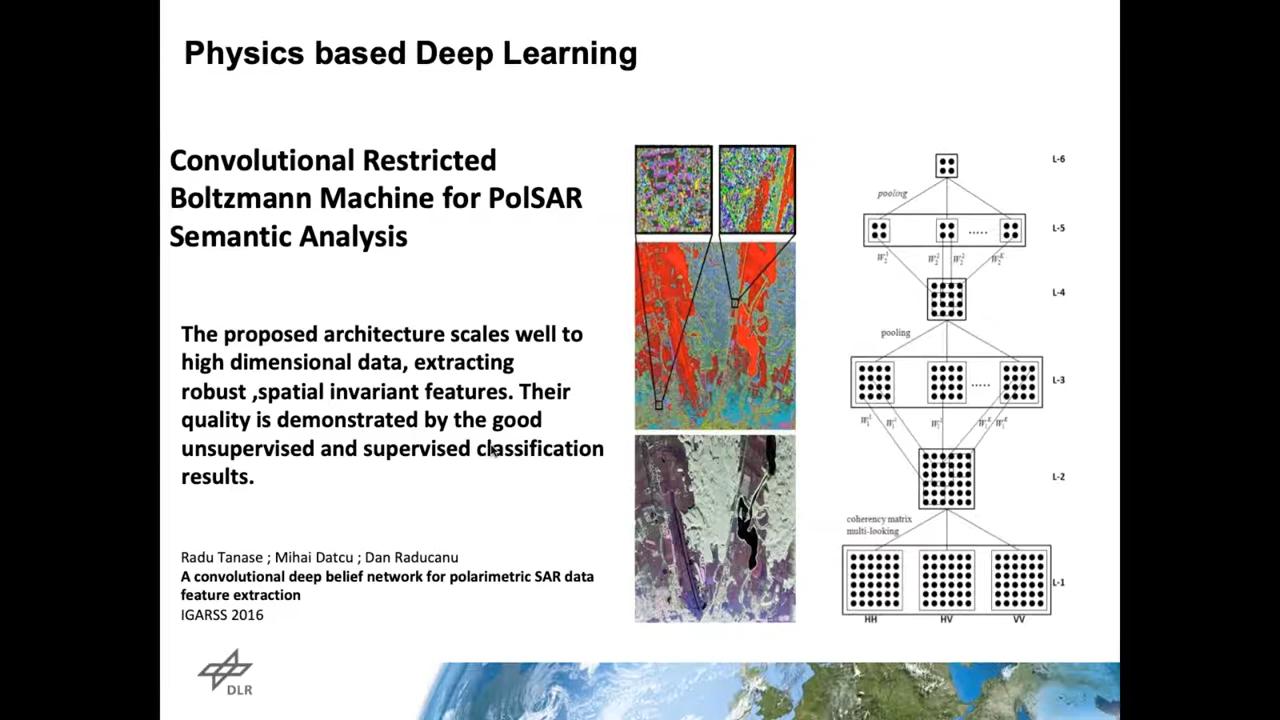 Physics based Deep Learning
Convolutional Restricted
Boltzmann Machine for PolSAR
Semantic Analysis
The proposed architecture scales well to
high dimensional data, extracting
robust ,spatial invariant features. Their
quality is demonstrated by the good
unsupervised and supervised classification
results.
Radu Tanase ; Mihai Datcu ; Dan Raducanu
A convolutional deep belief network for polarimetric SAR data
feature extraction
IGARSS 2016
DLR
L-6
pooling
L-5
.....
L-4
pooling
L-3
.....
L-2
coherency matrix
multi-looking
L-1
HH HV VV